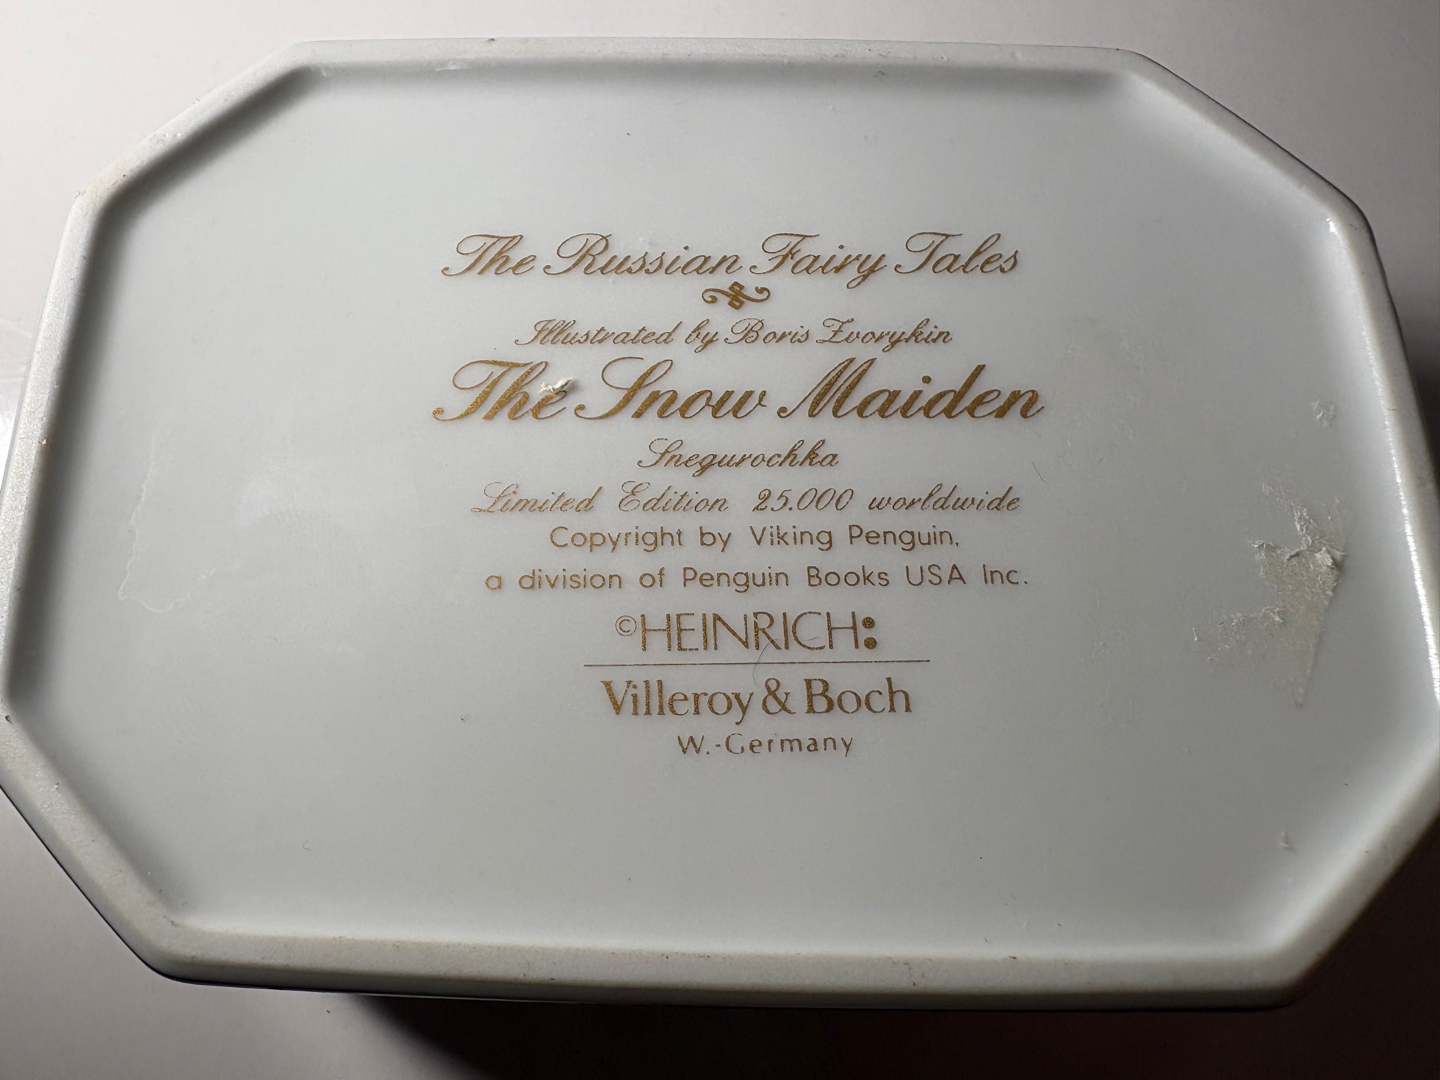 The Russian Fairy Tales
Illustrated by Boris Zvorykin
The Snow Maiden
Snegurochka
Limited Edition 25.000 worldwide
Copyright by Viking Penguin,
a division of Penguin Books USA Inc.
©HEINRICH:
Villeroy & Boch
W.-Germany